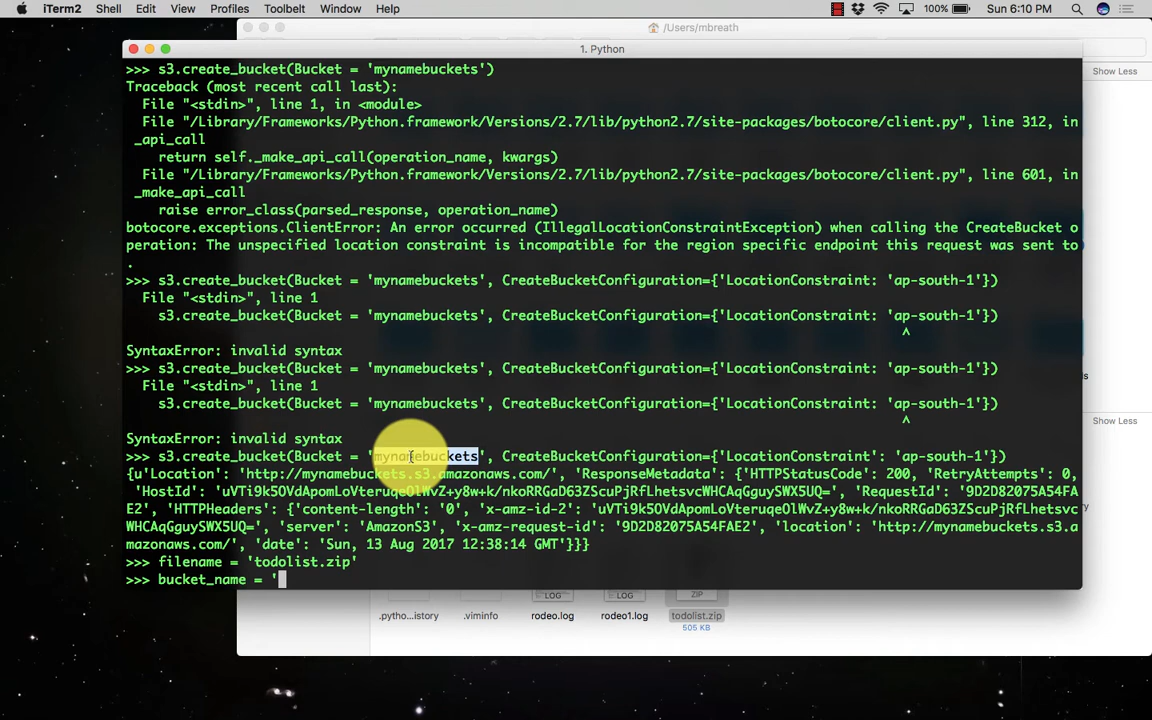 iTerm2 Shell Edit View Profiles Toolbelt Window Help 100% Sun 6:10 PM
/Users/mbreath
1. Python
Show Less
>>> s3.create_bucket(Bucket = 'mynamebuckets')
Traceback (most recent call last):
File "<stdin>", line 1, in <module>
File "/Library/Frameworks/Python.framework/Versions/2.7/lib/python2.7/site-packages/botocore/client.py", line 312, in
_api_call
return self._make_api_call(operation_name, kwargs)
File "/Library/Frameworks/Python.framework/Versions/2.7/lib/python2.7/site-packages/botocore/client.py", line 601, in
_make_api_call
raise error_class(parsed_response, operation_name)
botocore.exceptions.ClientError: An error occurred (IllegalLocationConstraintException) when calling the CreateBucket o
peration: The unspecified location constraint is incompatible for the region specific endpoint this request was sent to
.
>>> s3.create_bucket(Bucket = 'mynamebuckets', CreateBucketConfiguration={'LocationConstraint: 'ap-south-1'})
File "<stdin>", line 1
s3.create_bucket(Bucket = 'mynamebuckets', CreateBucketConfiguration={'LocationConstraint: 'ap-south-1'})
^
SyntaxError: invalid syntax
>>> s3.create_bucket(Bucket = 'mynamebuckets', CreateBucketConfiguration={'LocationConstraint: 'ap-south-1'})
File "<stdin>", line 1
s3.create_bucket(Bucket = 'mynamebuckets', CreateBucketConfiguration={'LocationConstraint: 'ap-south-1'})
^
Show Less
SyntaxError: invalid syntax
>>> s3.create_bucket(Bucket = 'mynamebuckets', CreateBucketConfiguration={'LocationConstraint': 'ap-south-1'})
{u'Location': 'http://mynamebuckets.s3.amazonaws.com/', 'ResponseMetadata': {'HTTPStatusCode': 200, 'RetryAttempts': 0,
'HostId': 'uVTi9k5OVdApomLoVteruqeQlWvZ+y8w+k/nkoRRGaD63ZScuPjRfLhetsvcWHCAqGguySWX5UQ=', 'RequestId': '9D2D82075A54FA
E2', 'HTTPHeaders': {'content-length': '0', 'x-amz-id-2': 'uVTi9k5OVdApomLoVteruqeQlWvZ+y8w+k/nkoRRGaD63ZScuPjRfLhetsvc
WHCAqGguySWX5UQ=', 'server': 'AmazonS3', 'x-amz-request-id': '9D2D82075A54FAE2', 'location': 'http://mynamebuckets.s3.a
mazonaws.com/', 'date': 'Sun, 13 Aug 2017 12:38:14 GMT'}}}
>>> filename = 'todolist.zip'
>>> bucket_name = '
LOG LOG ZIP
.pytho...istory .viminfo rodeo.log rodeo1.log todolist.zip
505 KB